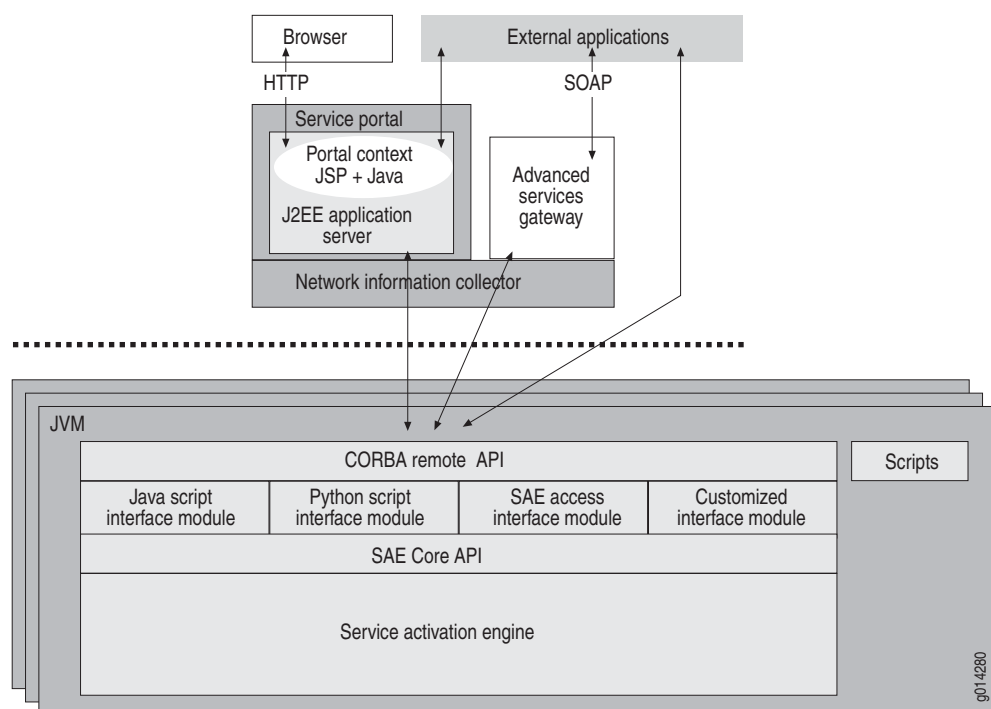 Browser
External applications
HTTP
SOAP
Service portal
Portal context
JSP + Java
J2EE application
server
Advanced
services
gateway
Network information collector
JVM
CORBA remote API
Scripts
Java script
interface module
Python script
interface module
SAE access
interface module
Customized
interface module
SAE Core API
Service activation engine
g014280